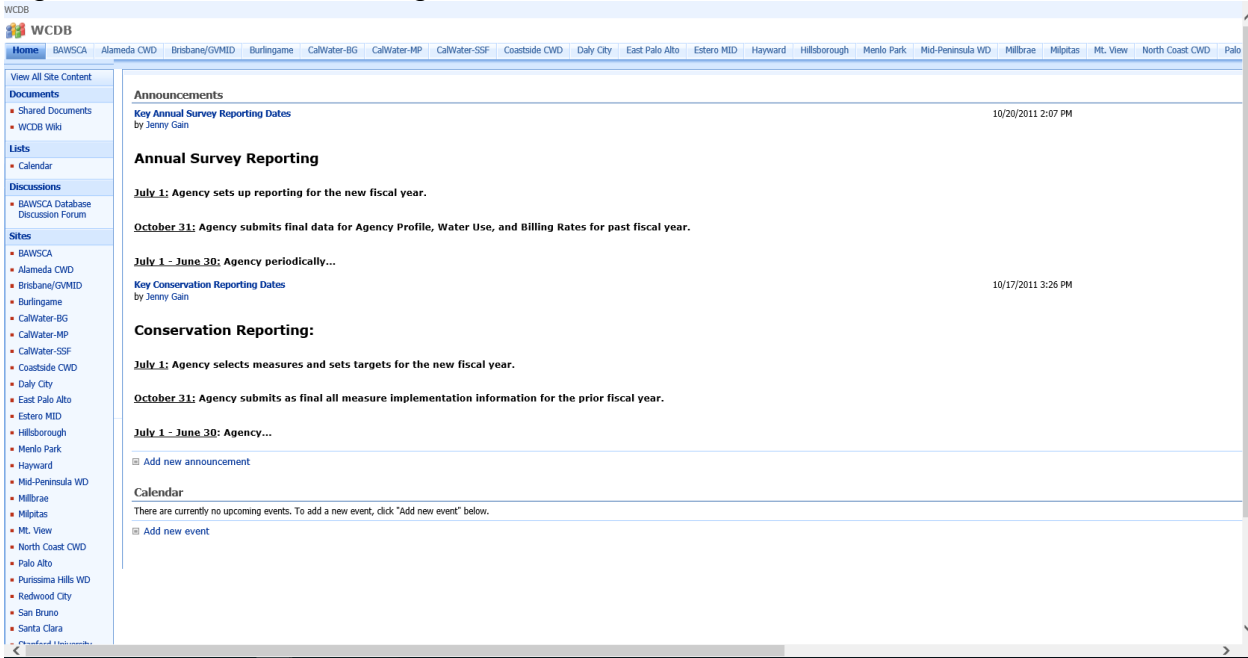 WCDB
WCDB
Home BAWSCA Alameda CWD Brisbane/GVMID Burlingame CalWater-BG CalWater-MP CalWater-SSF Coastside CWD Daly City East Palo Alto Estero MID Hayward Hillsborough Menlo Park Mid-Peninsula WD Millbrae Milpitas Mt. View North Coast CWD Palo
View All Site Content
Documents
Shared Documents
WCDB Wiki
Lists
Calendar
Discussions
BAWSCA Database
Discussion Forum
Sites
BAWSCA
Alameda CWD
Brisbane/GVMID
Burlingame
CalWater-BG
CalWater-MP
CalWater-SSF
Coastside CWD
Daly City
East Palo Alto
Estero MID
Hillsborough
Menlo Park
Hayward
Mid-Peninsula WD
Millbrae
Milpitas
Mt. View
North Coast CWD
Palo Alto
Purissima Hills WD
Redwood City
San Bruno
Santa Clara
Announcements
Key Annual Survey Reporting Dates 10/20/2011 2:07 PM
by Jenny Gain
Annual Survey Reporting
July 1: Agency sets up reporting for the new fiscal year.
October 31: Agency submits final data for Agency Profile, Water Use, and Billing Rates for past fiscal year.
July 1 - June 30: Agency periodically...
Key Conservation Reporting Dates 10/17/2011 3:26 PM
by Jenny Gain
Conservation Reporting:
July 1: Agency selects measures and sets targets for the new fiscal year.
October 31: Agency submits as final all measure implementation information for the prior fiscal year.
July 1 - June 30: Agency...
Add new announcement
Calendar
There are currently no upcoming events. To add a new event, click "Add new event" below.
Add new event